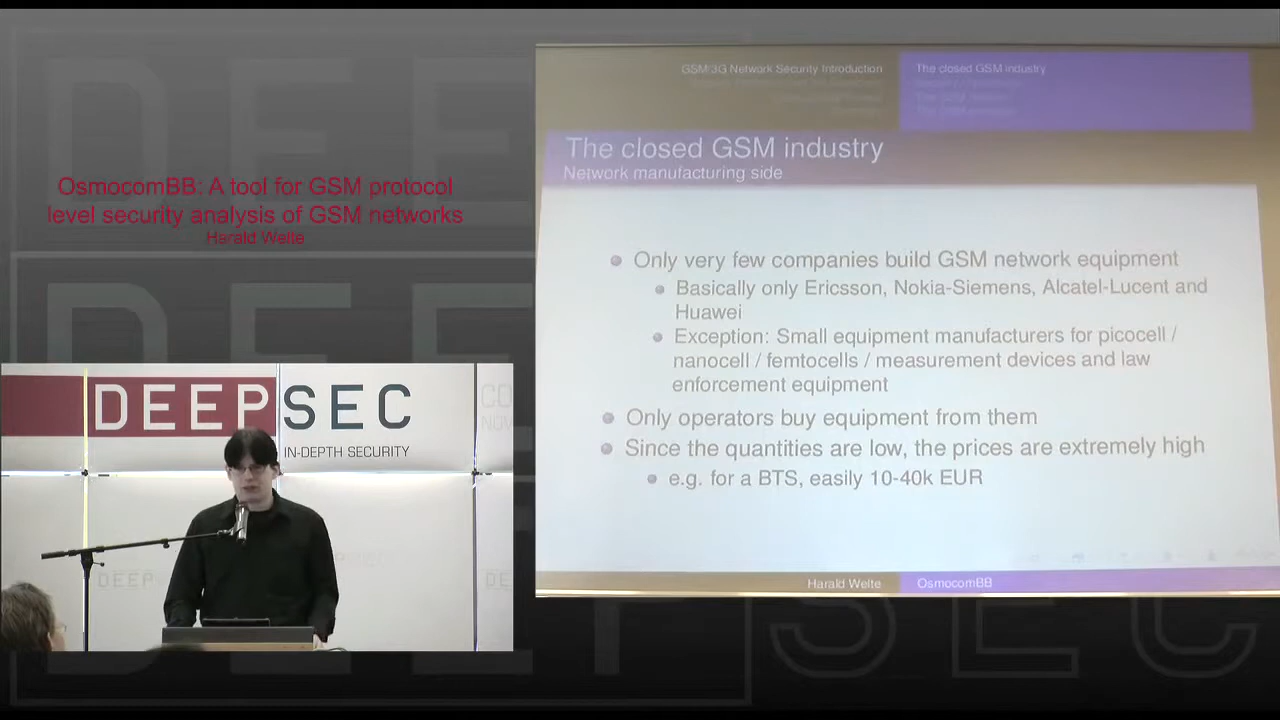 OsmocomBB: A tool for GSM protocol
level security analysis of GSM networks
Harald Welte
DEEPSEC
IN-DEPTH SECURITY
DEEP
GSM/3G Network Security Introduction
The closed GSM industry
The closed GSM industry
Network manufacturing side
Only very few companies build GSM network equipment
Basically only Ericsson, Nokia-Siemens, Alcatel-Lucent and
Huawei
Exception: Small equipment manufacturers for picocell /
nanocell / femtocells / measurement devices and law
enforcement equipment
Only operators buy equipment from them
Since the quantities are low, the prices are extremely high
e.g. for a BTS, easily 10-40k EUR
Harald Welte
OsmocomBB